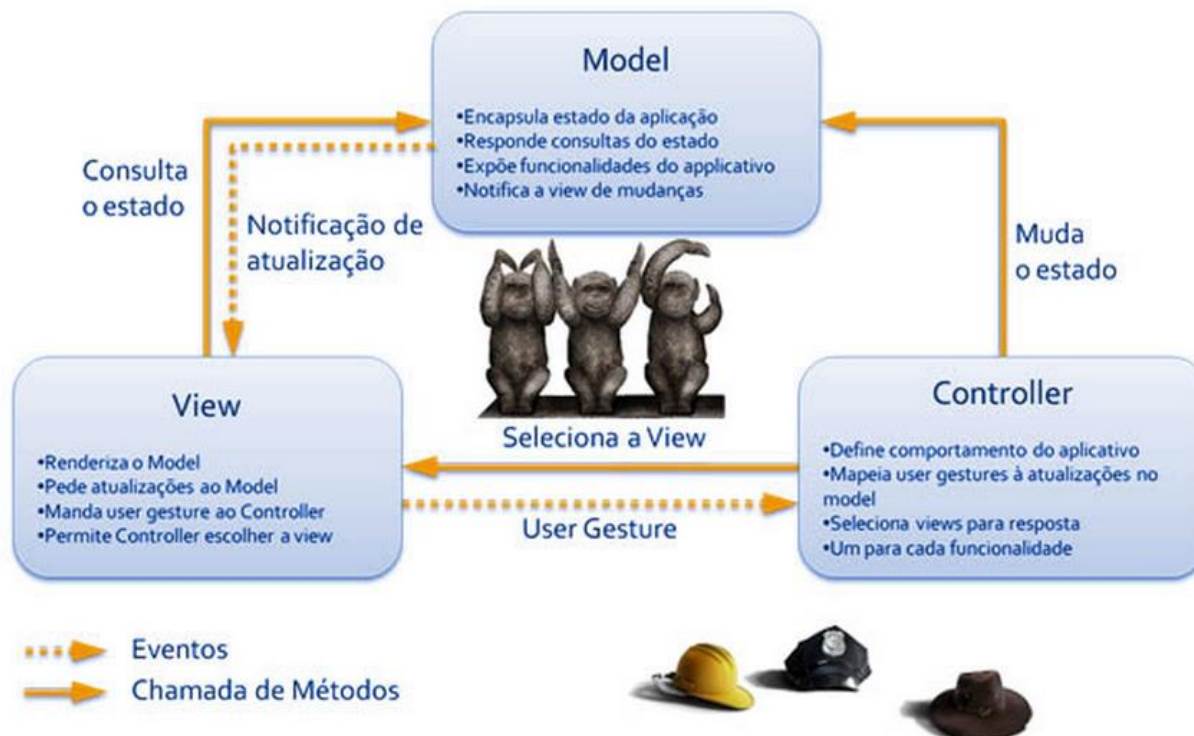 Model
•Encapsula estado da aplicação
•Responde consultas do estado
•Expõe funcionalidades do applicativo
•Notifica a view de mudanças
Consulta
o estado
Notificação de
atualização
Muda
o estado
View
•Renderiza o Model
•Pede atualizações ao Model
•Manda user gesture ao Controller
•Permite Controller escolher a view
Seleciona a View
User Gesture
Controller
•Define comportamento do aplicativo
•Mapeia user gestures à atualizações no
model
•Seleciona views para resposta
•Um para cada funcionalidade
Eventos
Chamada de Métodos